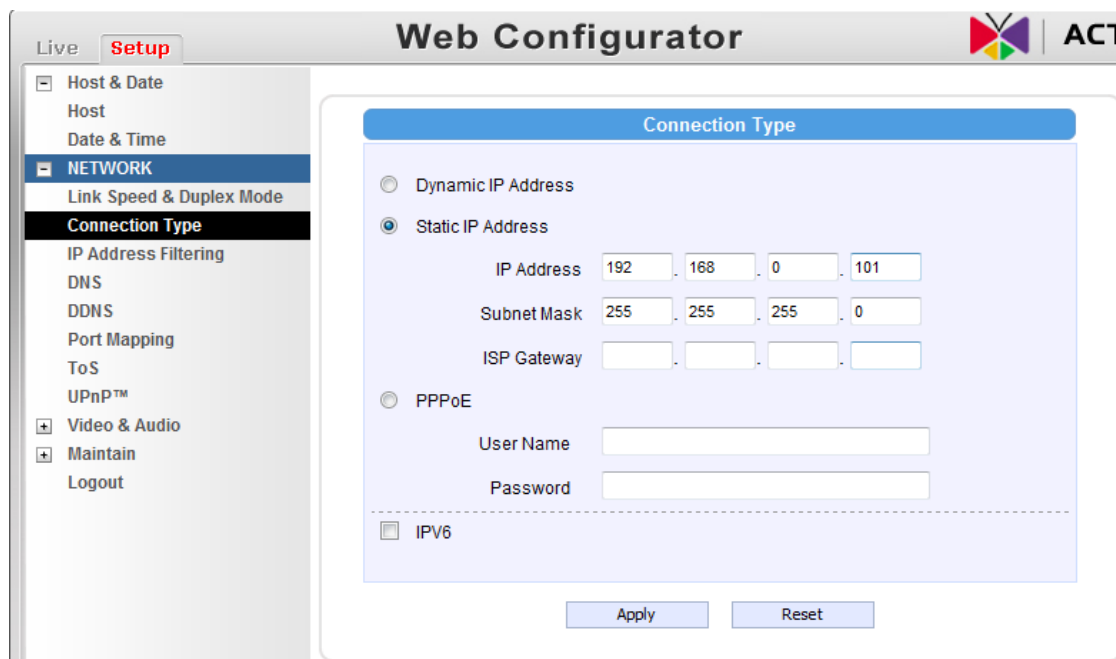 Live Setup
Web Configurator
ACT
Host & Date
Host
Date & Time
NETWORK
Link Speed & Duplex Mode
Connection Type
IP Address Filtering
DNS
DDNS
Port Mapping
ToS
UPnP™
Video & Audio
Maintain
Logout
Connection Type
Dynamic IP Address
Static IP Address
IP Address 192 . 168 . 0 . 101
Subnet Mask 255 . 255 . 255 . 0
ISP Gateway . . .
PPPoE
User Name
Password
IPV6
Apply Reset